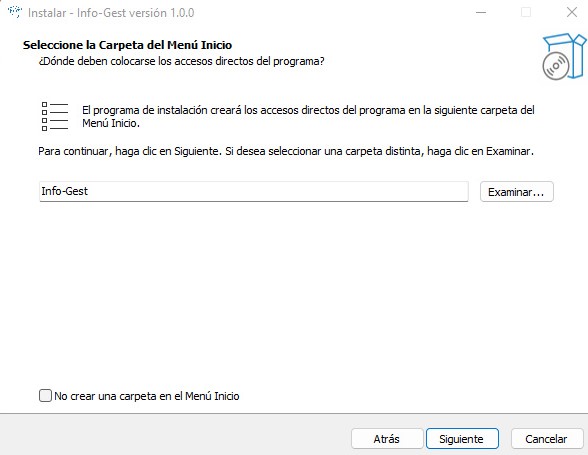 Instalar - Info-Gest versión 1.0.0
Seleccione la Carpeta del Menú Inicio
¿Dónde deben colocarse los accesos directos del programa?
El programa de instalación creará los accesos directos del programa en la siguiente carpeta del
Menú Inicio.
Para continuar, haga clic en Siguiente. Si desea seleccionar una carpeta distinta, haga clic en Examinar.
Info-Gest
Examinar...
No crear una carpeta en el Menú Inicio
Atrás
Siguiente
Cancelar